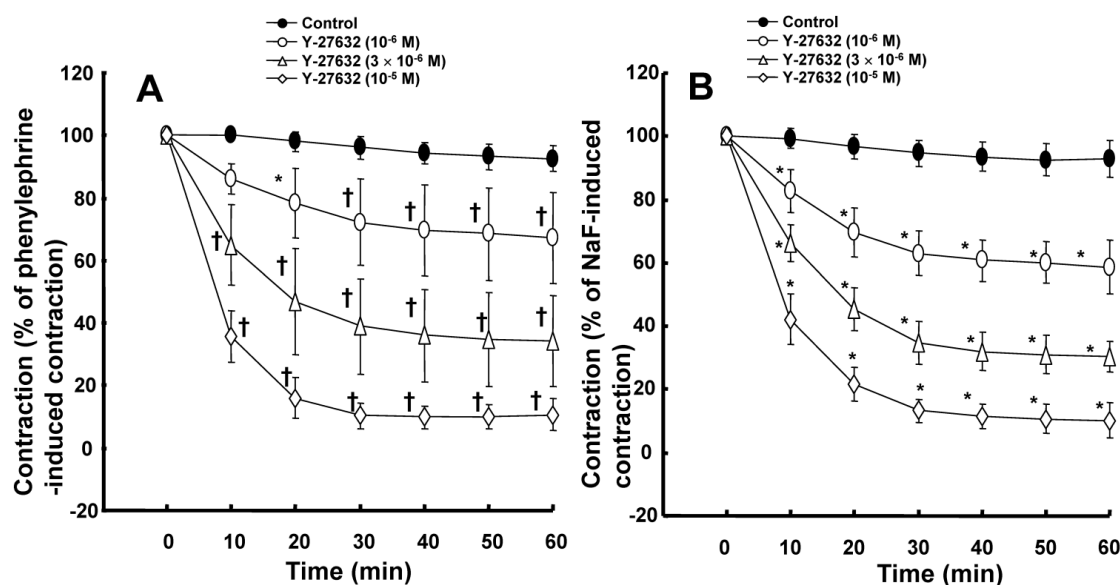 Control
Y-27632 (10⁻⁶ M)
Y-27632 (3 × 10⁻⁶ M)
Y-27632 (10⁻⁵ M)
A
Contraction (% of phenylephrine
-induced contraction)
120
100
80
60
40
20
0
-20
* † † † †
† † † † † †
† † † † † †
0 10 20 30 40 50 60
Time (min)
Control
Y-27632 (10⁻⁶ M)
Y-27632 (3 × 10⁻⁶ M)
Y-27632 (10⁻⁵ M)
B
Contraction (% of NaF-induced
contraction)
120
100
80
60
40
20
0
-20
* * * * * *
* * * * * *
* * * * * *
0 10 20 30 40 50 60
Time (min)